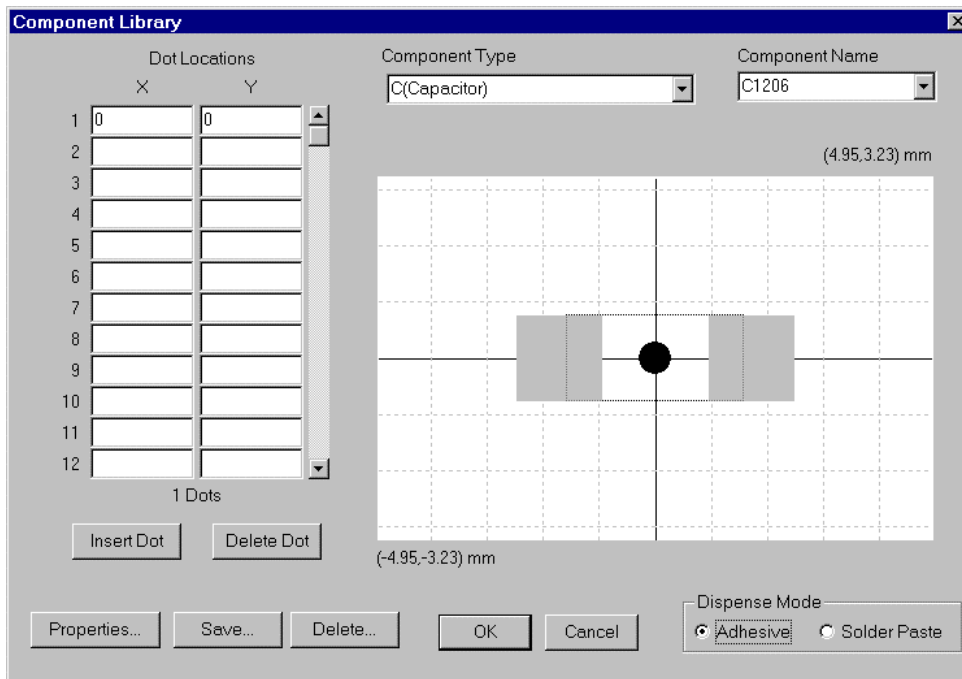 Component Library
Dot Locations
X Y
1 0 0
2
3
4
5
6
7
8
9
10
11
12
1 Dots
Insert Dot Delete Dot
Component Type
C(Capacitor)
Component Name
C1206
(4.95,3.23) mm
(-4.95,-3.23) mm
Properties... Save... Delete... OK Cancel
Dispense Mode
Adhesive Solder Paste